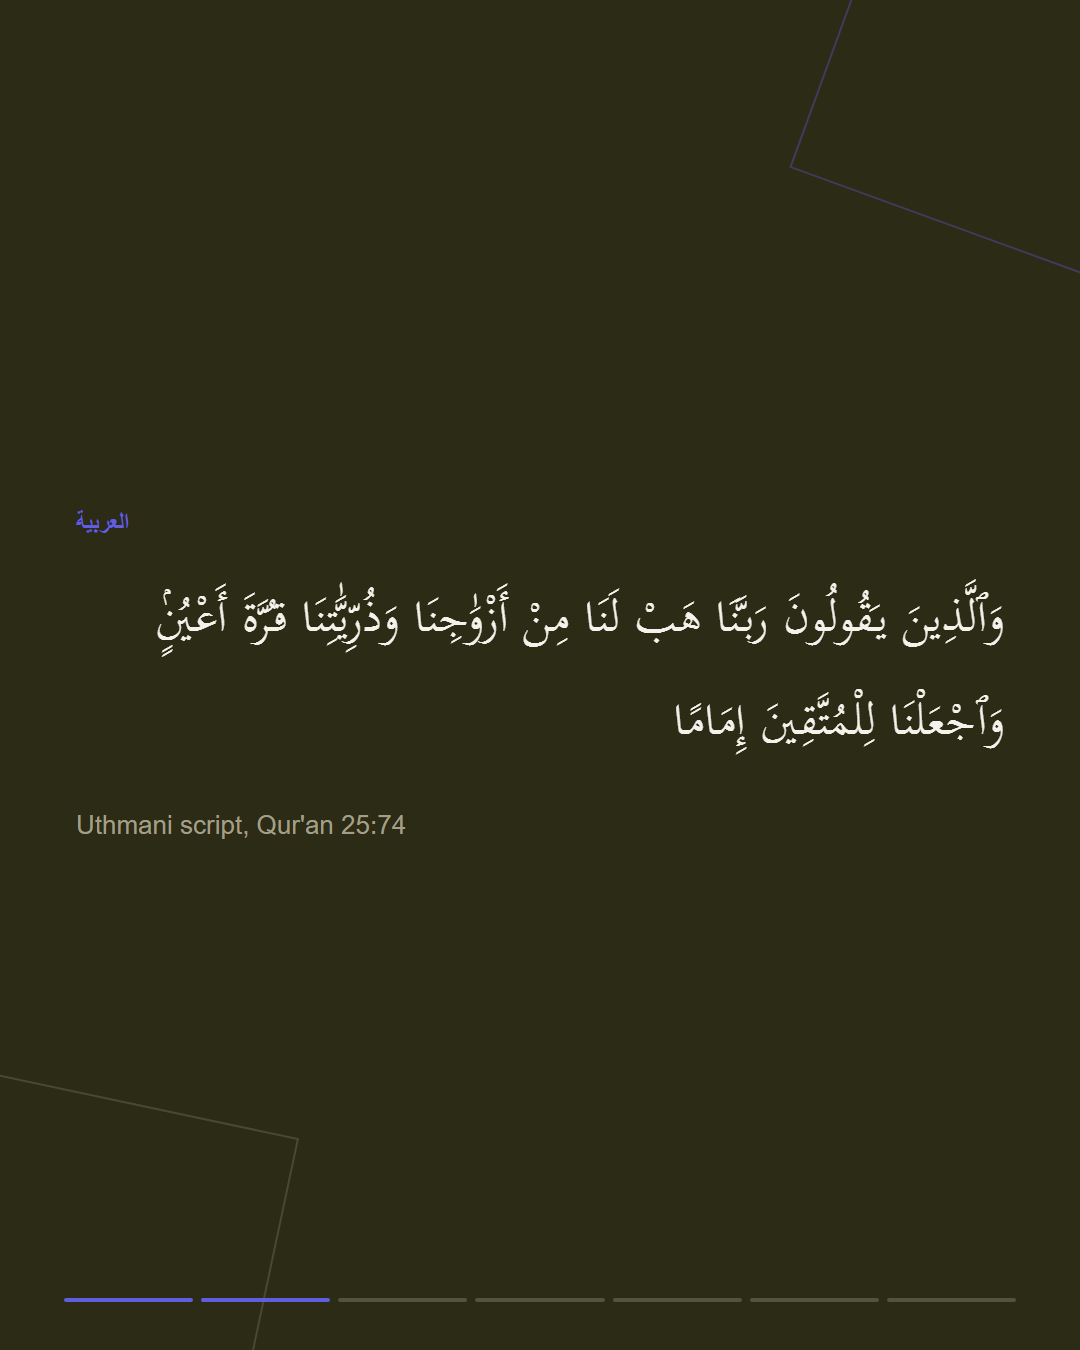 العربية
وَٱلَّذِينَ يَقُولُونَ رَبَّنَا هَبْ لَنَا مِنْ أَزْوَٰجِنَا وَذُرِّيَّٰتِنَا قُرَّةَ أَعْيُنٍۢ
وَٱجْعَلْنَا لِلْمُتَّقِينَ إِمَامًا
Uthmani script, Qur'an 25:74